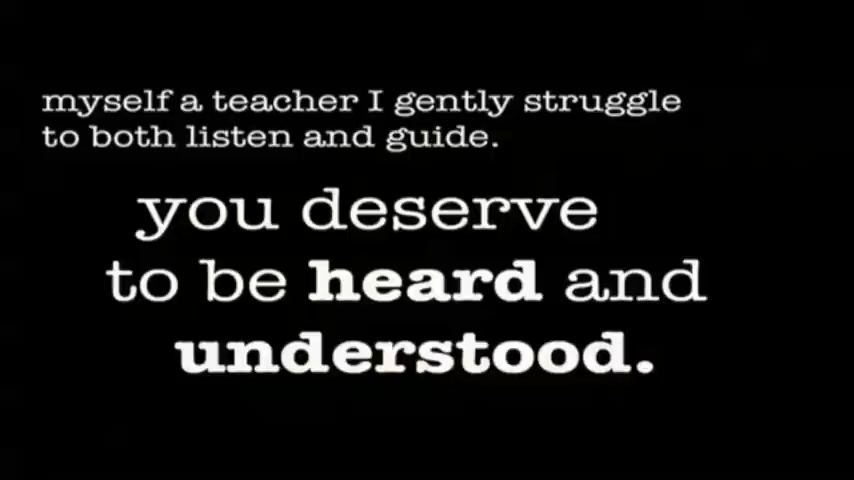 myself a teacher I gently struggle
to both listen and guide.
you deserve
to be heard and
understood.